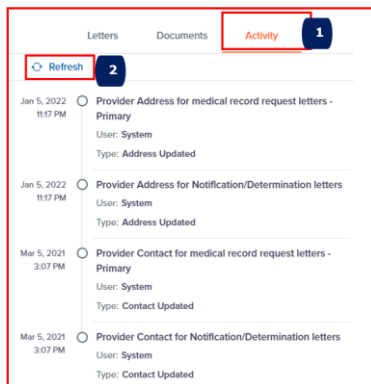 Letters Documents Activity 1
Refresh 2
Jan 5, 2022 Provider Address for medical record request letters -
11:17 PM Primary
User: System
Type: Address Updated
Jan 5, 2022 Provider Address for Notification/Determination letters
11:17 PM User: System
Type: Address Updated
Mar 5, 2021 Provider Contact for medical record request letters -
3:07 PM Primary
User: System
Type: Contact Updated
Mar 5, 2021 Provider Contact for Notification/Determination letters
3:07 PM User: System
Type: Contact Updated